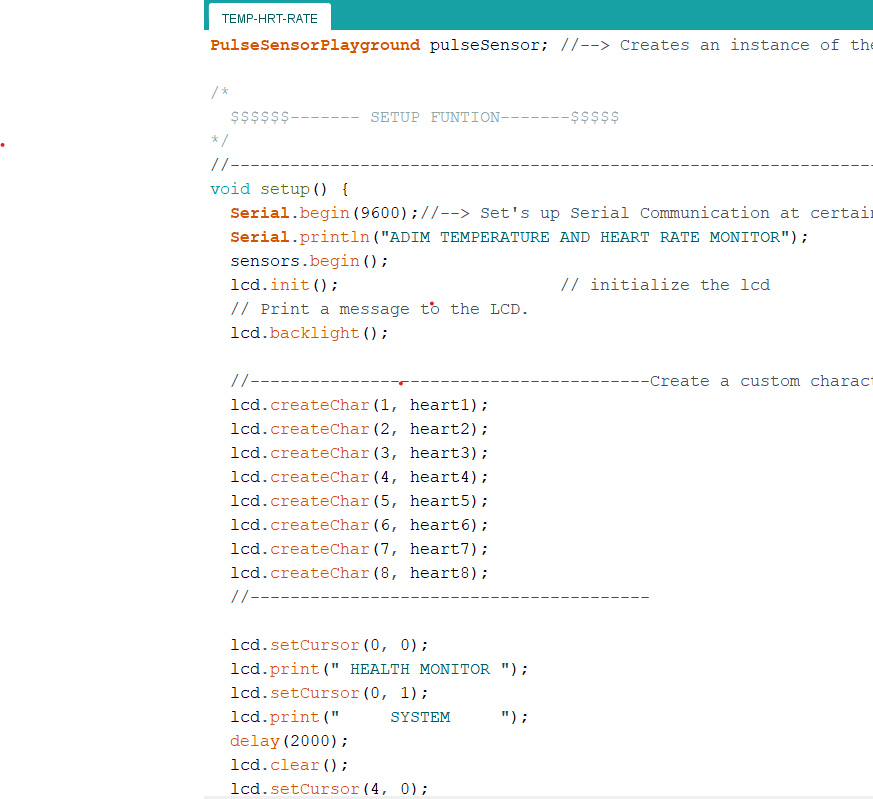 TEMP-HRT-RATE
PulseSensorPlayground pulseSensor; //--> Creates an instance of the
/*
$$$$$$------- SETUP FUNTION-------$$$$$
*/
//-----------------------------------------------------------------
void setup() {
Serial.begin(9600);//--> Set's up Serial Communication at certain
Serial.println("ADIM TEMPERATURE AND HEART RATE MONITOR");
sensors.begin();
lcd.init(); // initialize the lcd
// Print a message to the LCD.
lcd.backlight();
//----------------------------------------Create a custom charact
lcd.createChar(1, heart1);
lcd.createChar(2, heart2);
lcd.createChar(3, heart3);
lcd.createChar(4, heart4);
lcd.createChar(5, heart5);
lcd.createChar(6, heart6);
lcd.createChar(7, heart7);
lcd.createChar(8, heart8);
//----------------------------------------
lcd.setCursor(0, 0);
lcd.print(" HEALTH MONITOR ");
lcd.setCursor(0, 1);
lcd.print("     SYSTEM     ");
delay(2000);
lcd.clear();
lcd.setCursor(4, 0);